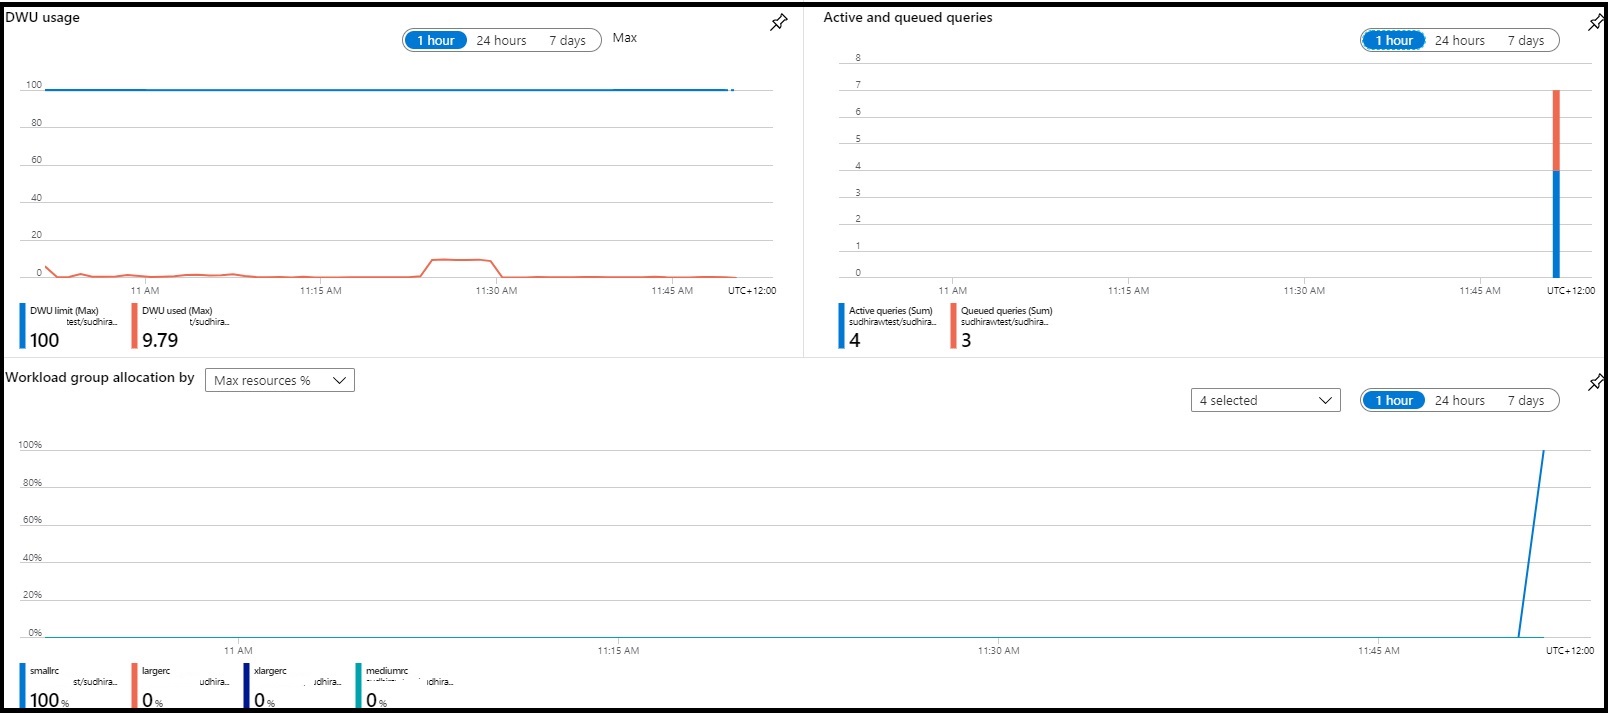 DWU usage
1 hour 24 hours 7 days Max
100
80
60
40
20
0
11 AM 11:15 AM 11:30 AM 11:45 AM UTC+12:00
DWU limit (Max)
test/sudhira...
100
DWU used (Max)
t/sudhira...
9.79
Active and queued queries
1 hour 24 hours 7 days
8
7
6
5
4
3
2
1
0
11 AM 11:15 AM 11:30 AM 11:45 AM UTC+12:00
Active queries (Sum)
sudhirawtest/sudhira...
4
Queued queries (Sum)
sudhirawtest/sudhira...
3
Workload group allocation by Max resources %
4 selected 1 hour 24 hours 7 days
100%
80%
60%
40%
20%
0%
11 AM 11:15 AM 11:30 AM 11:45 AM UTC+12:00
smallrc
st/sudhira...
100%
largerc
udhira...
0%
xlargerc
0%
mediumrc
0%